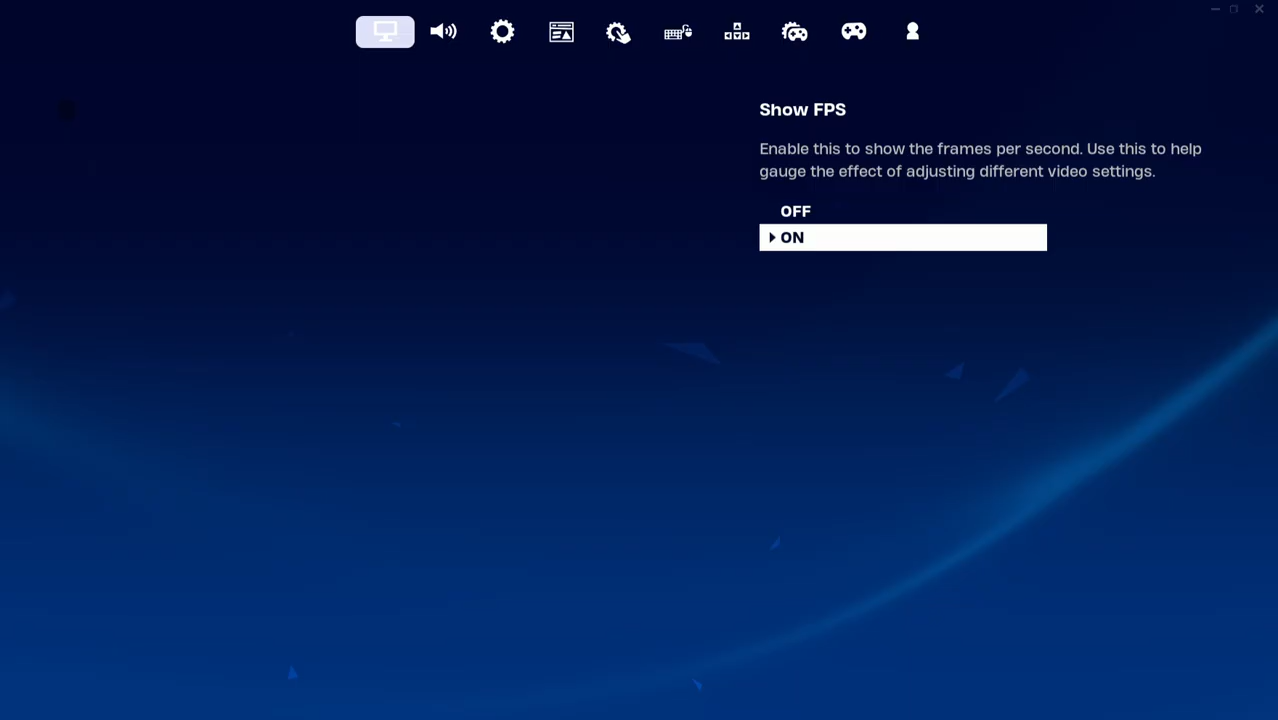 Show FPS
Enable this to show the frames per second. Use this to help
gauge the effect of adjusting different video settings.
OFF
ON